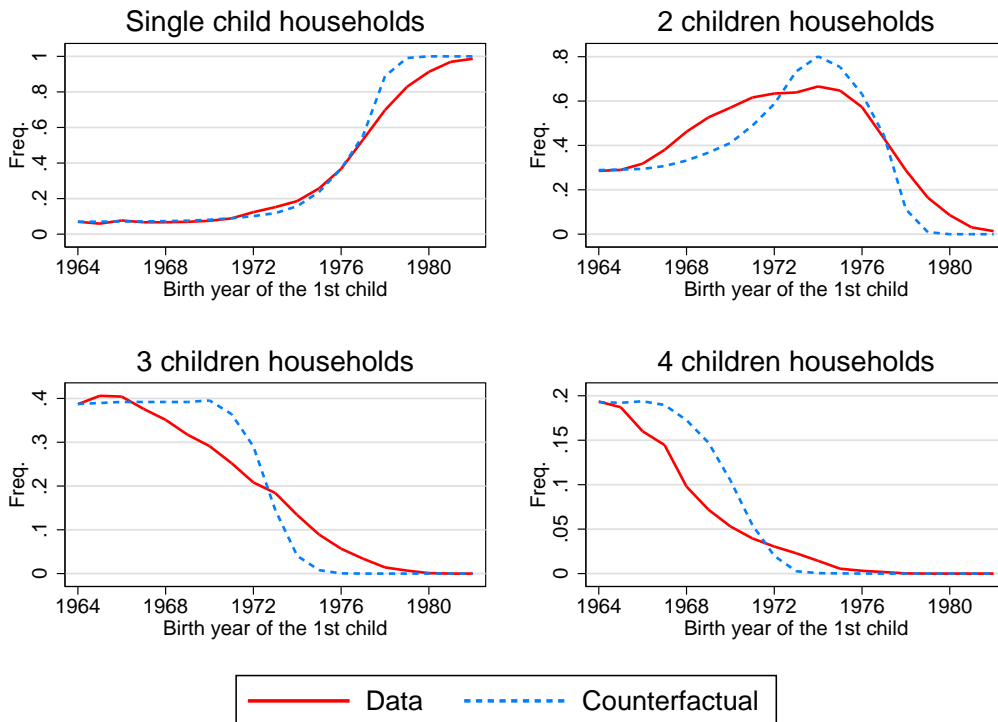 Single child households
Freq.
1
.8
.6
.4
.2
0
1964 1968 1972 1976 1980
Birth year of the 1st child
2 children households
Freq.
.8
.6
.4
.2
0
1964 1968 1972 1976 1980
Birth year of the 1st child
3 children households
Freq.
.4
.3
.2
.1
0
1964 1968 1972 1976 1980
Birth year of the 1st child
4 children households
Freq.
.2
.15
.1
.05
0
1964 1968 1972 1976 1980
Birth year of the 1st child
Data Counterfactual